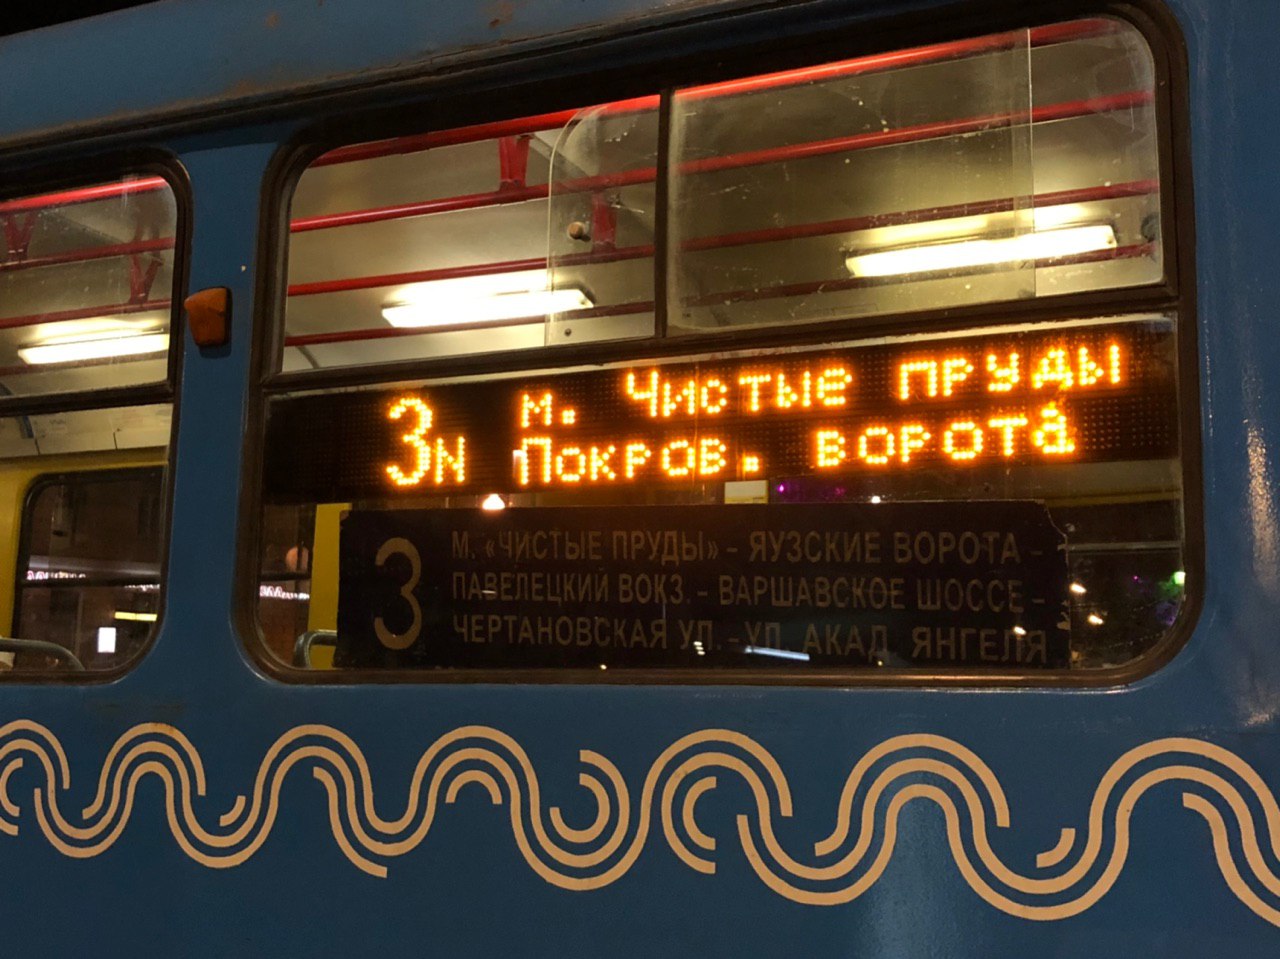 3N м. Чистые пруды
Покров. ворота
3 М. «ЧИСТЫЕ ПРУДЫ» - ЯУЗСКИЕ ВОРОТА -
ПАВЕЛЕЦКИЙ ВОКЗ. - ВАРШАВСКОЕ ШОССЕ -
ЧЕРТАНОВСКАЯ УЛ. - УЛ. АКАД. ЯНГЕЛЯ